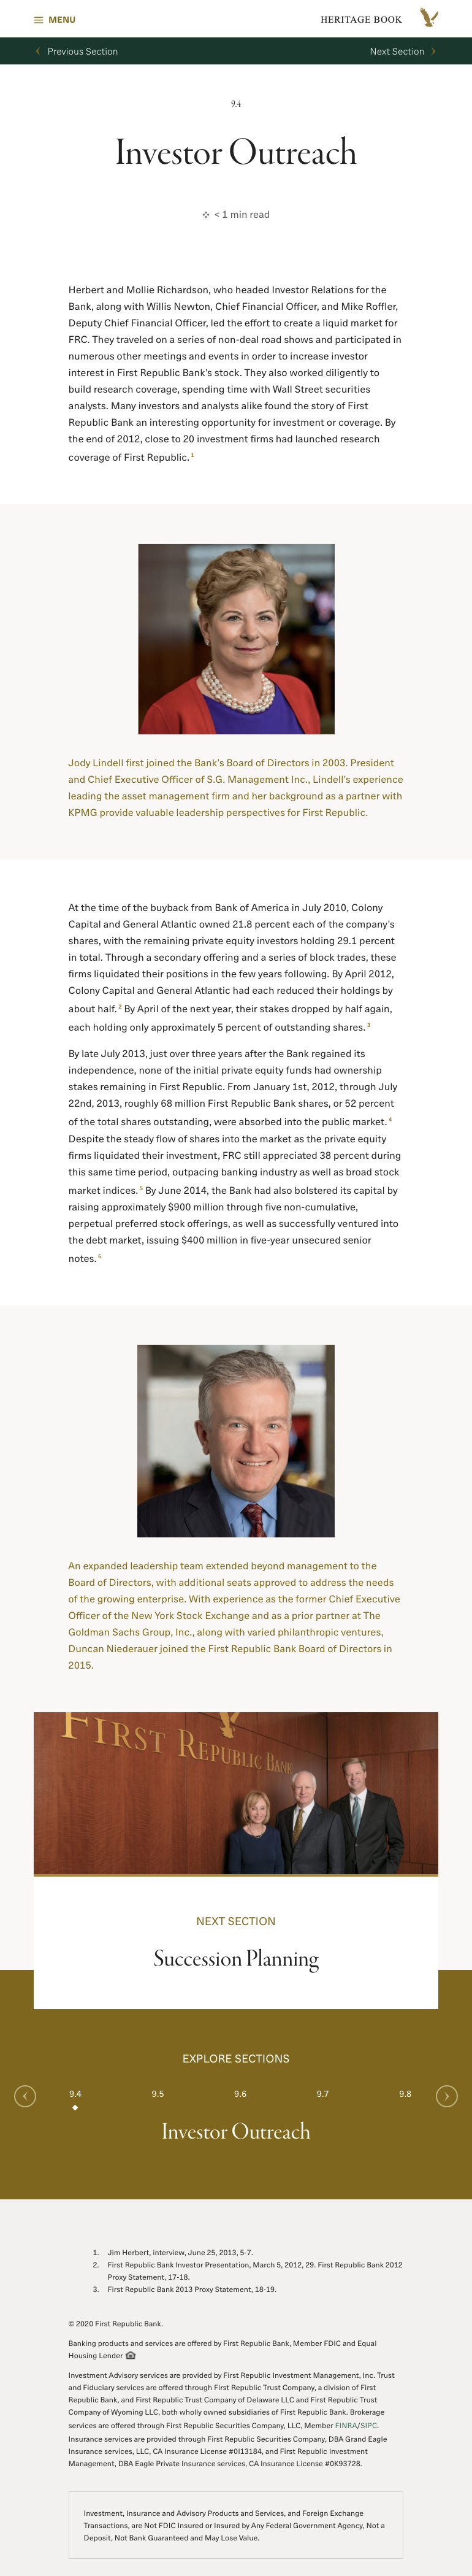 MENU
HERITAGE BOOK
Previous Section
Next Section
9.4
Investor Outreach
< 1 min read
Herbert and Mollie Richardson, who headed Investor Relations for the
Bank, along with Willis Newton, Chief Financial Officer, and Mike Roffler,
Deputy Chief Financial Officer, led the effort to create a liquid market for
FRC. They traveled on a series of non-deal road shows and participated in
numerous other meetings and events in order to increase investor
interest in First Republic Bank's stock. They also worked diligently to
build research coverage, spending time with Wall Street securities
analysts. Many investors and analysts alike found the story of First
Republic Bank an interesting opportunity for investment or coverage. By
the end of 2012, close to 20 investment firms had launched research
coverage of First Republic. 1
Jody Lindell first joined the Bank's Board of Directors in 2003. President
and Chief Executive Officer of S.G. Management Inc., Lindell's experience
leading the asset management firm and her background as a partner with
KPMG provide valuable leadership perspectives for First Republic.
At the time of the buyback from Bank of America in July 2010, Colony
Capital and General Atlantic owned 21.8 percent each of the company's
shares, with the remaining private equity investors holding 29.1 percent
in total. Through a secondary offering and a series of block trades, these
firms liquidated their positions in the few years following. By April 2012,
Colony Capital and General Atlantic had each reduced their holdings by
about half. 2 By April of the next year, their stakes dropped by half again,
each holding only approximately 5 percent of outstanding shares. 3
By late July 2013, just over three years after the Bank regained its
independence, none of the initial private equity funds had ownership
stakes remaining in First Republic. From January 1st, 2012, through July
22nd, 2013, roughly 68 million First Republic Bank shares, or 52 percent
of the total shares outstanding, were absorbed into the public market. 4
Despite the steady flow of shares into the market as the private equity
firms liquidated their investment, FRC still appreciated 38 percent during
this same time period, outpacing banking industry as well as broad stock
market indices. 5 By June 2014, the Bank had also bolstered its capital by
raising approximately $900 million through five non-cumulative,
perpetual preferred stock offerings, as well as successfully ventured into
the debt market, issuing $400 million in five-year unsecured senior
notes. 6
An expanded leadership team extended beyond management to the
Board of Directors, with additional seats approved to address the needs
of the growing enterprise. With experience as the former Chief Executive
Officer of the New York Stock Exchange and as a prior partner at The
Goldman Sachs Group, Inc., along with varied philanthropic ventures,
Duncan Niederauer joined the First Republic Bank Board of Directors in
2015.
FIRST REPUBLIC BANK
NEXT SECTION
Succession Planning
EXPLORE SECTIONS
9.4 9.5 9.6 9.7 9.8
Investor Outreach
1. Jim Herbert, interview, June 25, 2013, 5-7.
2. First Republic Bank Investor Presentation, March 5, 2012, 29. First Republic Bank 2012
Proxy Statement, 17-18.
3. First Republic Bank 2013 Proxy Statement, 18-19.
© 2020 First Republic Bank.
Banking products and services are offered by First Republic Bank, Member FDIC and Equal
Housing Lender
Investment Advisory services are provided by First Republic Investment Management, Inc. Trust
and Fiduciary services are offered through First Republic Trust Company, a division of First
Republic Bank, and First Republic Trust Company of Delaware LLC and First Republic Trust
Company of Wyoming LLC, both wholly owned subsidiaries of First Republic Bank. Brokerage
services are offered through First Republic Securities Company, LLC, Member FINRA/SIPC.
Insurance services are provided through First Republic Securities Company, DBA Grand Eagle
Insurance services, LLC, CA Insurance License #0I13184, and First Republic Investment
Management, DBA Eagle Private Insurance services, CA Insurance License #0K93728.
Investment, Insurance and Advisory Products and Services, and Foreign Exchange
Transactions, are Not FDIC Insured or Insured by Any Federal Government Agency, Not a
Deposit, Not Bank Guaranteed and May Lose Value.